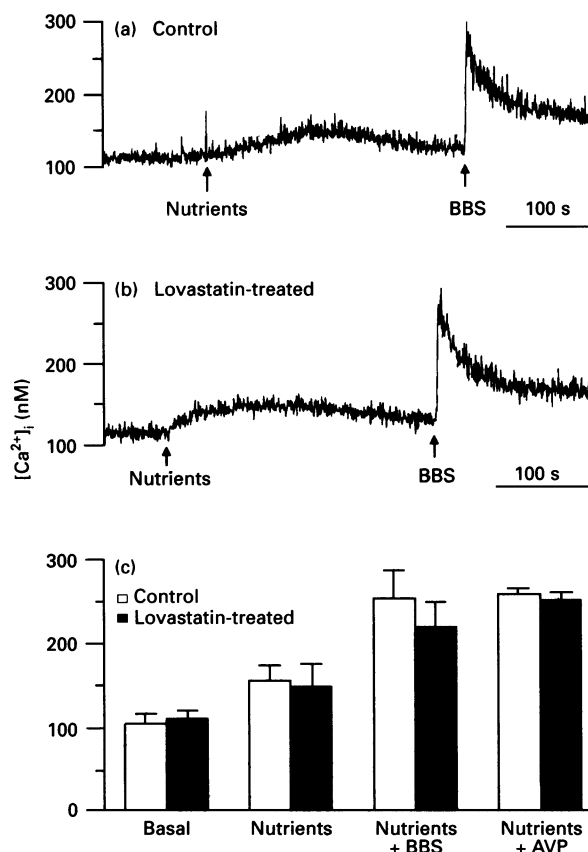 300
(a) Control
200
100
Nutrients
BBS
100 s
300
(b) Lovastatin-treated
200
100
Nutrients
BBS
100 s
[Ca²⁺]ᵢ (nM)
300
(c)
Control
Lovastatin-treated
200
100
0
Basal
Nutrients
Nutrients
+ BBS
Nutrients
+ AVP